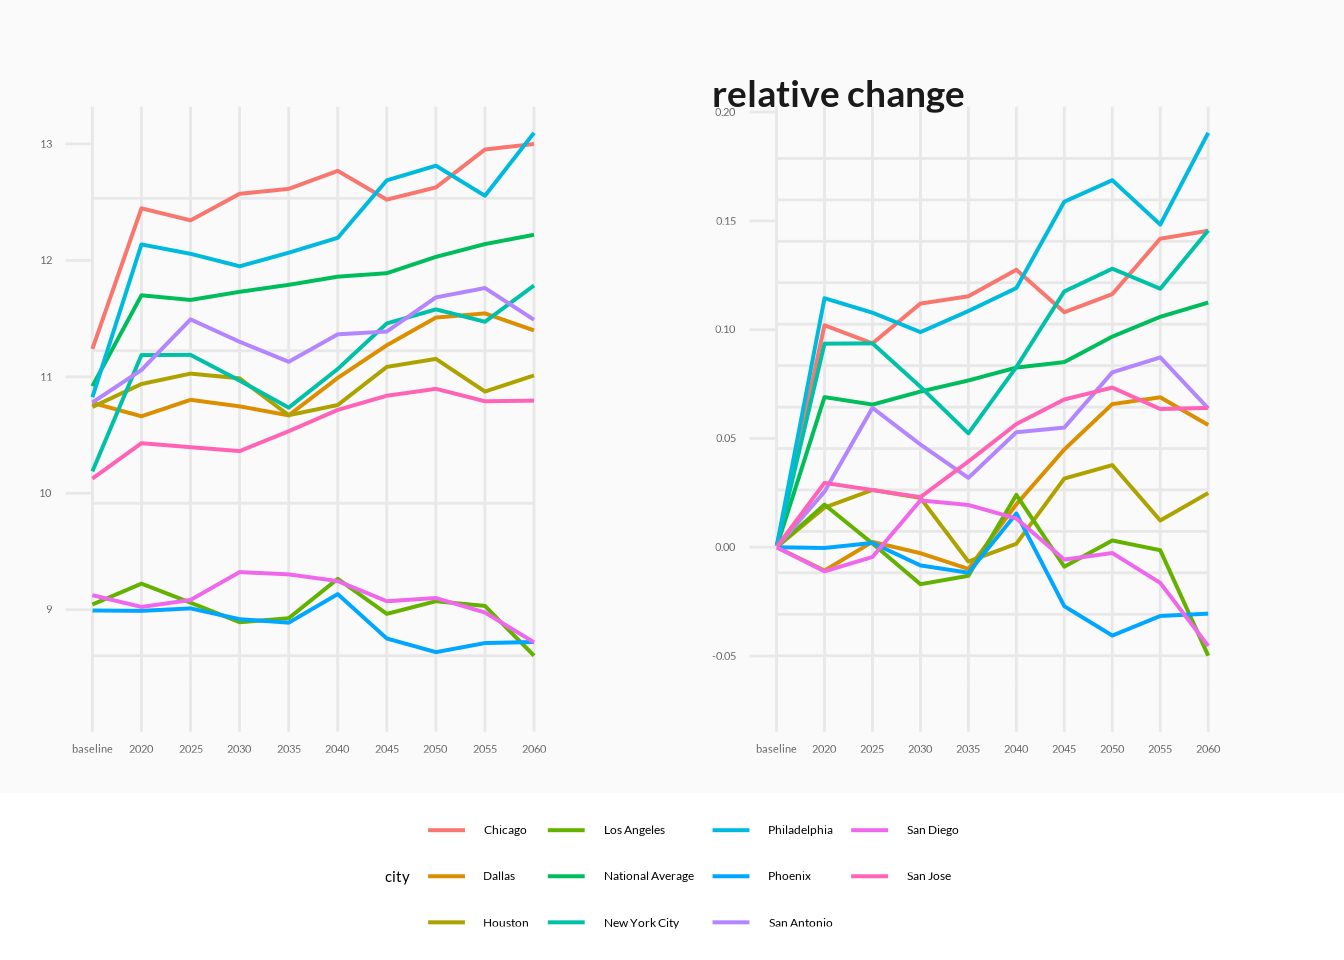 relative change
13
12
11
10
9
baseline 2020 2025 2030 2035 2040 2045 2050 2055 2060
0.20
0.15
0.10
0.05
0.00
-0.05
baseline 2020 2025 2030 2035 2040 2045 2050 2055 2060
city
Chicago Los Angeles Philadelphia San Diego
Dallas National Average Phoenix San Jose
Houston New York City San Antonio